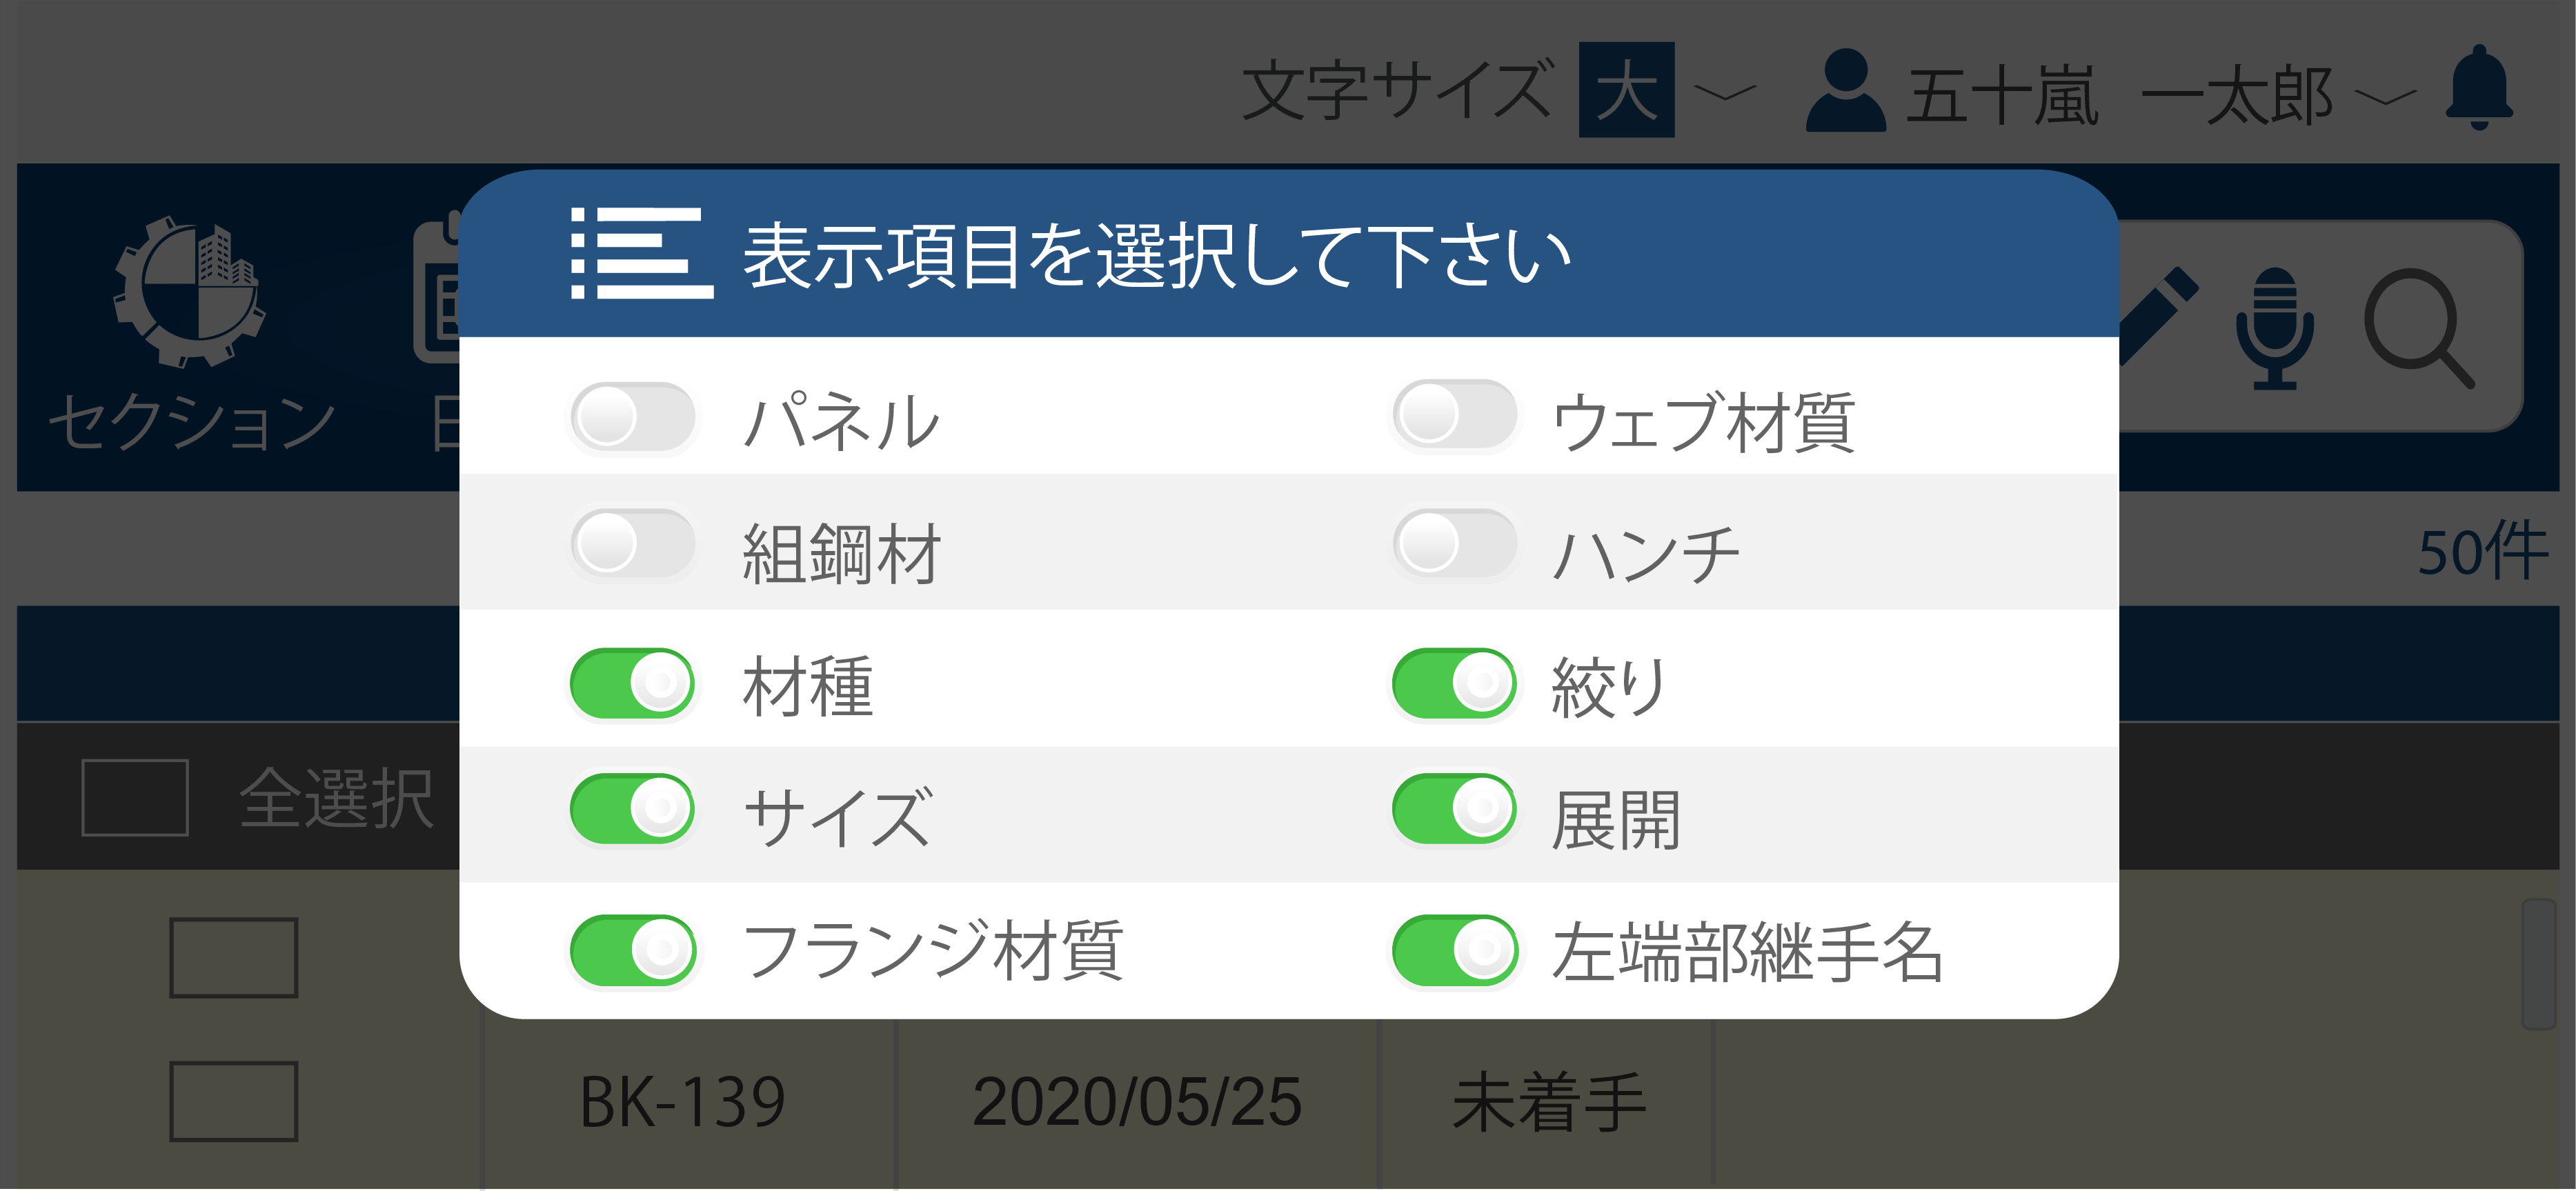 文字サイズ 大 五十嵐 一太郎
表示項目を選択して下さい
セクション
パネル ウェブ材質
組鋼材 ハンチ
50件
材種 絞り
全選択
サイズ 展開
フランジ材質 左端部継手名
BK-139 2020/05/25 未着手